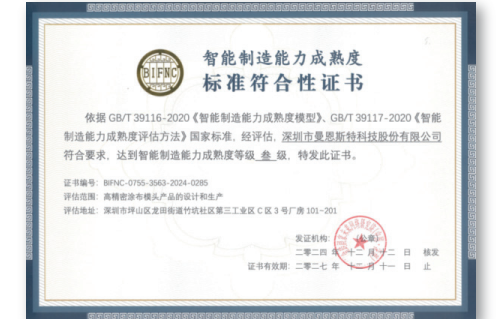 BIFNC
智能制造能力成熟度
标准符合性证书
依据 GB/T 39116-2020《智能制造能力成熟度模型》、GB/T 39117-2020《智能
制造能力成熟度评估方法》国家标准，经评估，深圳市曼恩斯特科技股份有限公司
符合要求，达到智能制造能力成熟度等级 叁 级，特发此证书。
证书编号：BIFNC-0755-3563-2024-0285
评估范围：高精密涂布模头产品的设计和生产
评估地址：深圳市坪山区龙田街道竹坑社区第三工业区 C 区 3 号厂房 101-201
发证机构：（公章）
二零二四 年 十二 月 十二 日 核发
证书有效期：二零二七 年 十二 月 十一 日 止